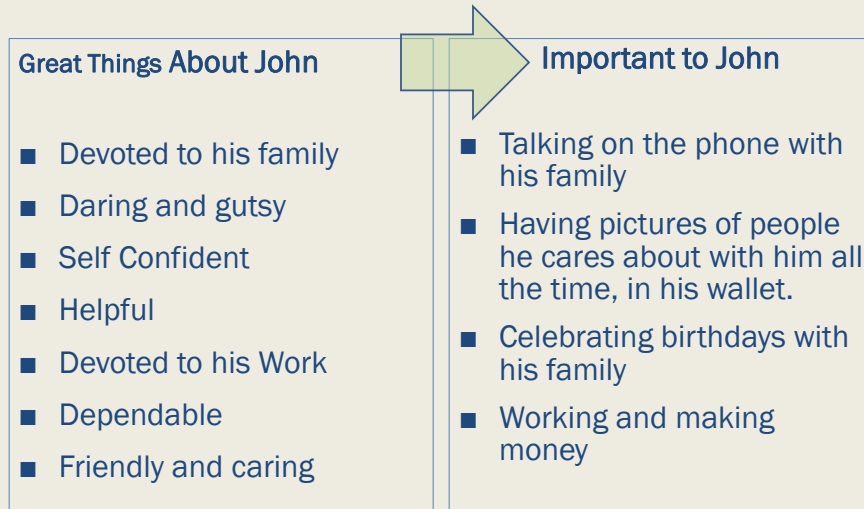 Great Things About John
■ Devoted to his family
■ Daring and gutsy
■ Self Confident
■ Helpful
■ Devoted to his Work
■ Dependable
■ Friendly and caring
Important to John
■ Talking on the phone with
his family
■ Having pictures of people
he cares about with him all
the time, in his wallet.
■ Celebrating birthdays with
his family
■ Working and making
money